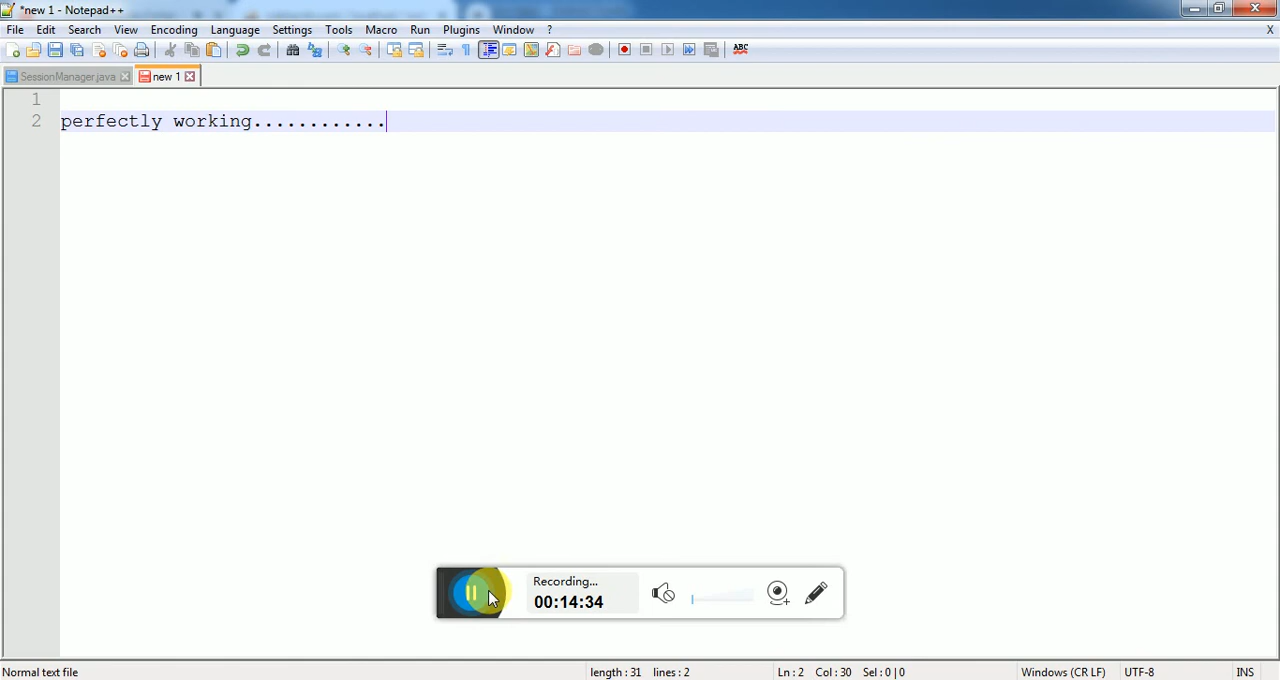 *new 1 - Notepad++
File Edit Search View Encoding Language Settings Tools Macro Run Plugins Window ? X
ABC
SessionManager.java new 1
1
2 perfectly working............
Recording...
00:14:34
Normal text file length : 31 lines : 2 Ln : 2 Col : 30 Sel : 0 | 0 Windows (CR LF) UTF-8 INS